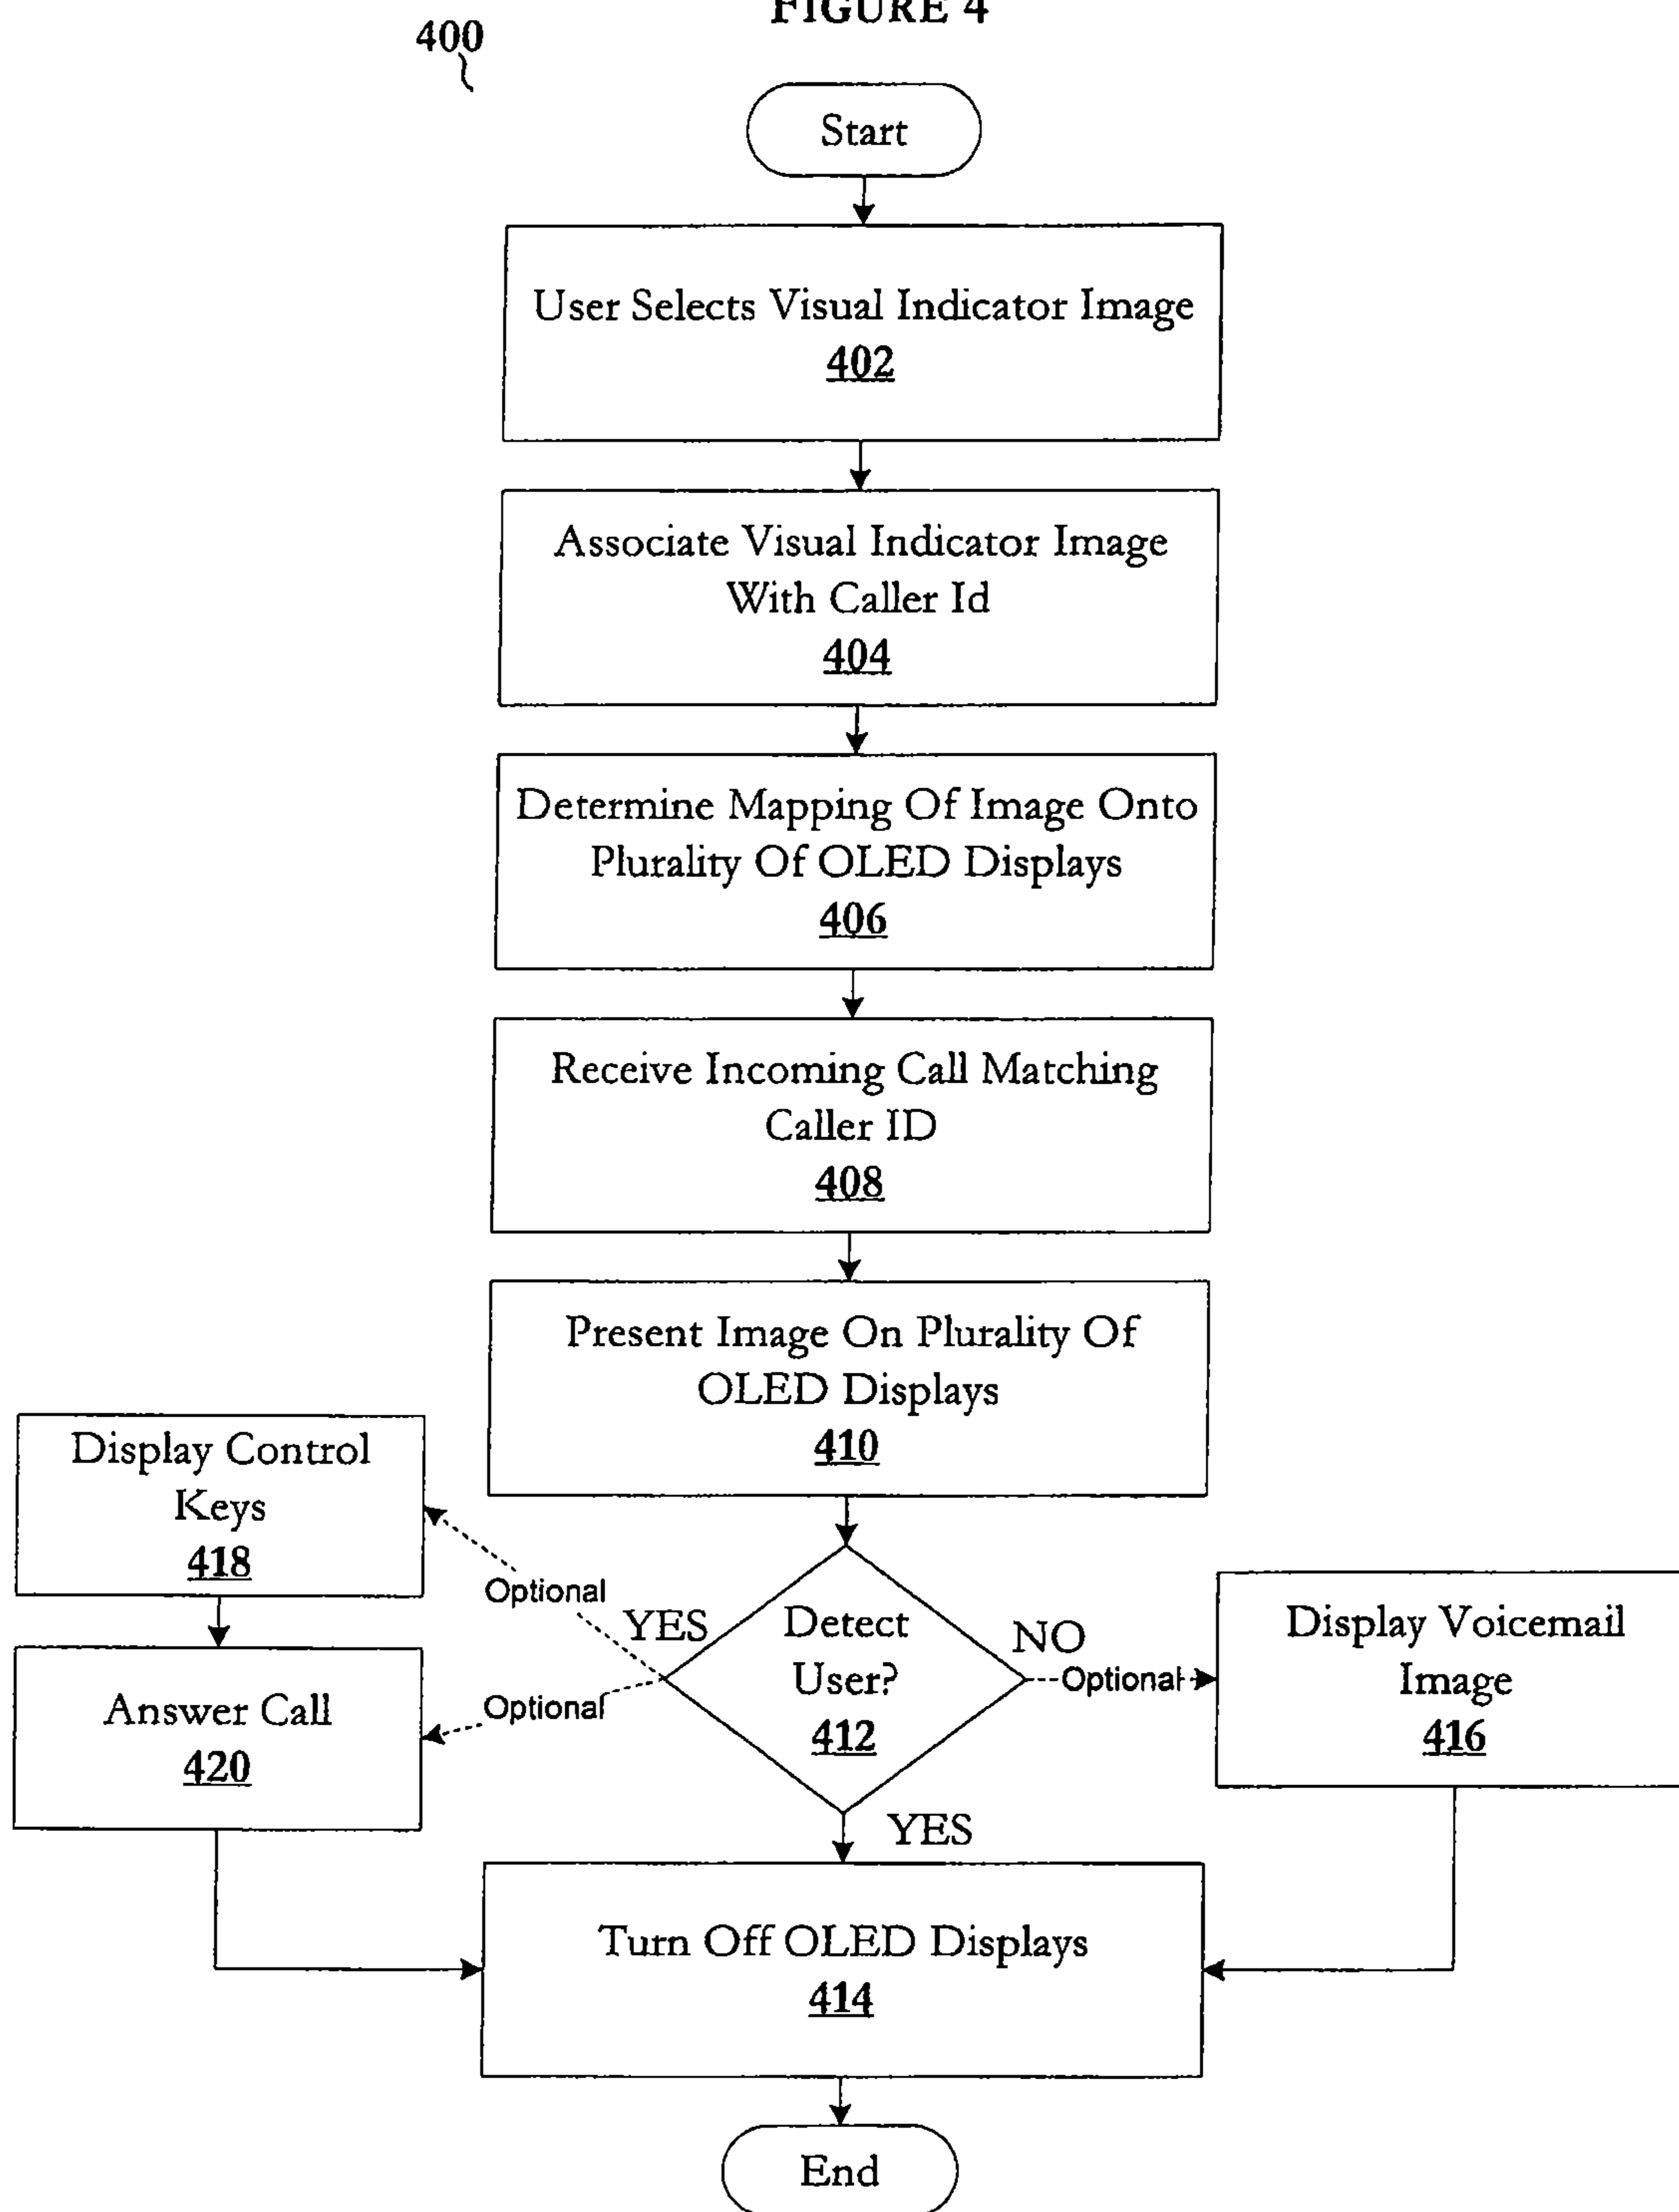 FIGURE 4
400
Start
User Selects Visual Indicator Image
402
Associate Visual Indicator Image
With Caller Id
404
Determine Mapping Of Image Onto
Plurality Of OLED Displays
406
Receive Incoming Call Matching
Caller ID
408
Present Image On Plurality Of
OLED Displays
410
Display Control
Keys
418
Optional
YES
Detect
User?
412
NO
Optional
Display Voicemail
Image
416
Answer Call
420
Optional
YES
Turn Off OLED Displays
414
End